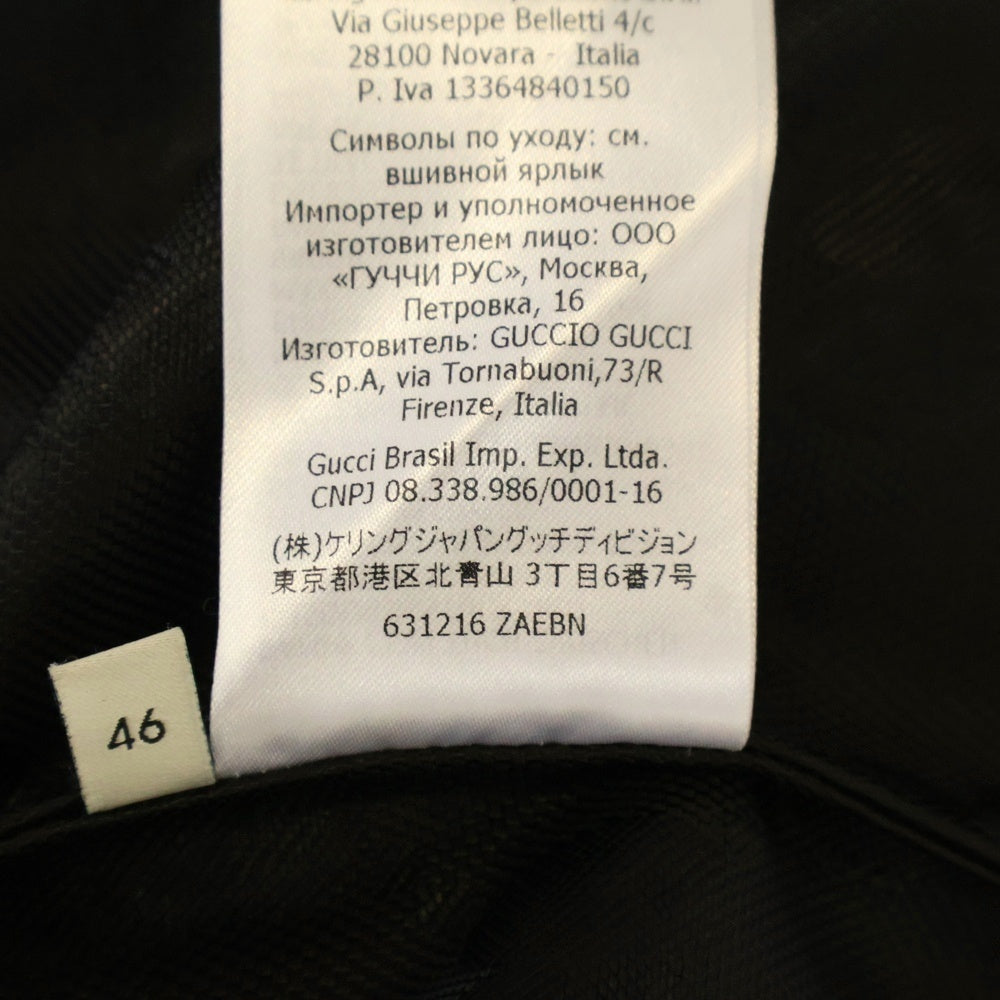 Via Giuseppe Belletti 4/c
28100 Novara - Italia
P. Iva 13364840150
Символы по уходу: см.
вшивной ярлык
Импортер и уполномоченное
изготовителем лицо: ООО
«ГУЧЧИ РУС», Москва,
Петровка, 16
Изготовитель: GUCCIO GUCCI
S.p.A, via Tornabuoni,73/R
Firenze, Italia
Gucci Brasil Imp. Exp. Ltda.
CNPJ 08.338.986/0001-16
(株)ケリングジャパングッチディビジョン
東京都港区北青山 3丁目6番7号
631216 ZAEBN
46